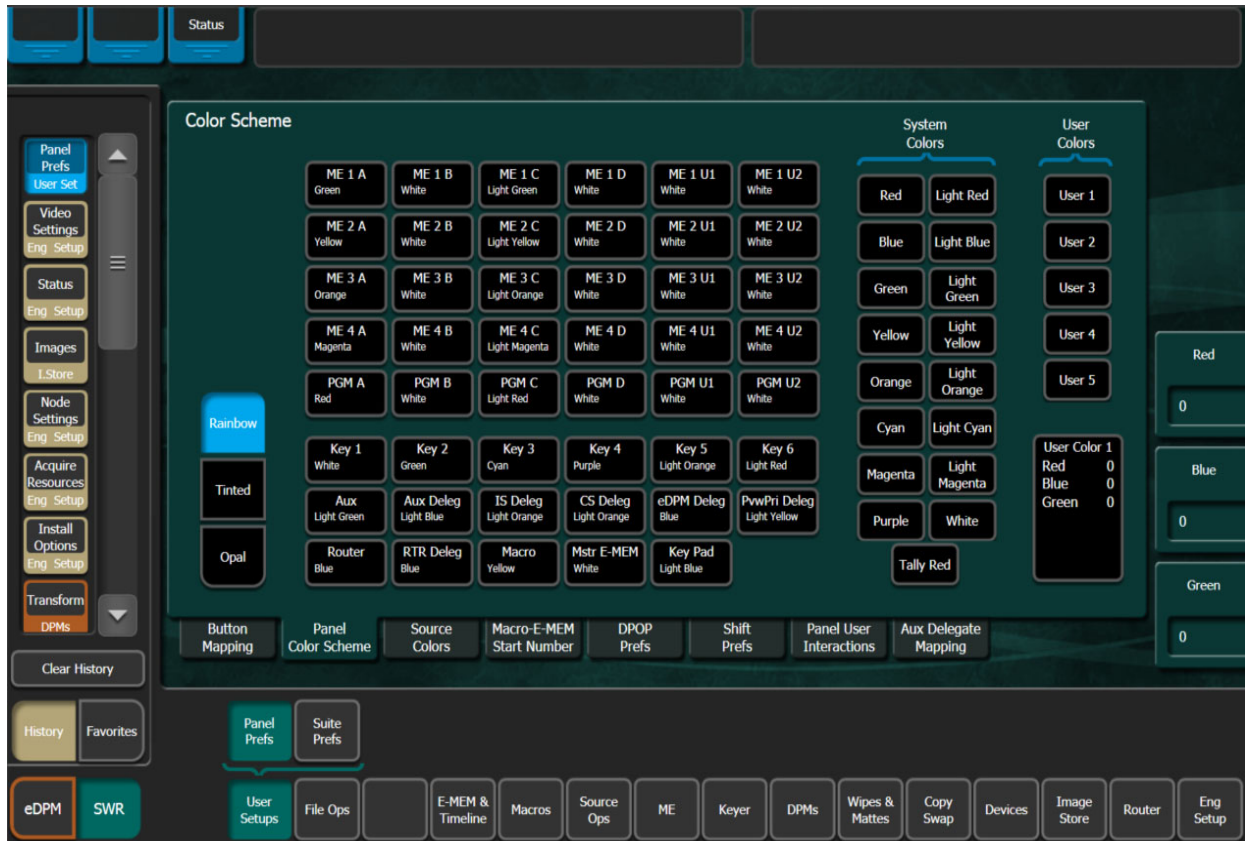 Status
Panel
Prefs
User Set
Video
Settings
Eng Setup
Status
Eng Setup
Images
I.Store
Node
Settings
Eng Setup
Acquire
Resources
Eng Setup
Install
Options
Eng Setup
Transform
DPMs
Clear History
History Favorites
eDPM SWR
Color Scheme
Rainbow
Tinted
Opal
ME 1 A ME 1 B ME 1 C ME 1 D ME 1 U1 ME 1 U2
Green White Light Green White White White
ME 2 A ME 2 B ME 2 C ME 2 D ME 2 U1 ME 2 U2
Yellow White Light Yellow White White White
ME 3 A ME 3 B ME 3 C ME 3 D ME 3 U1 ME 3 U2
Orange White Light Orange White White White
ME 4 A ME 4 B ME 4 C ME 4 D ME 4 U1 ME 4 U2
Magenta White Light Magenta White White White
PGM A PGM B PGM C PGM D PGM U1 PGM U2
Red White Light Red White White White
Key 1 Key 2 Key 3 Key 4 Key 5 Key 6
White Green Cyan Purple Light Orange Light Red
Aux Aux Deleg IS Deleg CS Deleg eDPM Deleg PvwPri Deleg
Light Green Light Blue Light Orange Light Orange Blue Light Yellow
Router RTR Deleg Macro Mstr E-MEM Key Pad
Blue Blue Yellow White Light Blue
System
Colors
Red Light Red
Blue Light Blue
Green Light
Green
Yellow Light
Yellow
Orange Light
Orange
Cyan Light Cyan
Magenta Light
Magenta
Purple White
Tally Red
User
Colors
User 1
User 2
User 3
User 4
User 5
User Color 1
Red 0
Blue 0
Green 0
Red
0
Blue
0
Green
0
Button
Mapping
Panel
Color Scheme
Source
Colors
Macro-E-MEM
Start Number
DPOP
Prefs
Shift
Prefs
Panel User
Interactions
Aux Delegate
Mapping
Panel
Prefs
Suite
Prefs
User
Setups
File Ops
E-MEM &
Timeline
Macros
Source
Ops
ME
Keyer
DPMs
Wipes &
Mattes
Copy
Swap
Devices
Image
Store
Router
Eng
Setup